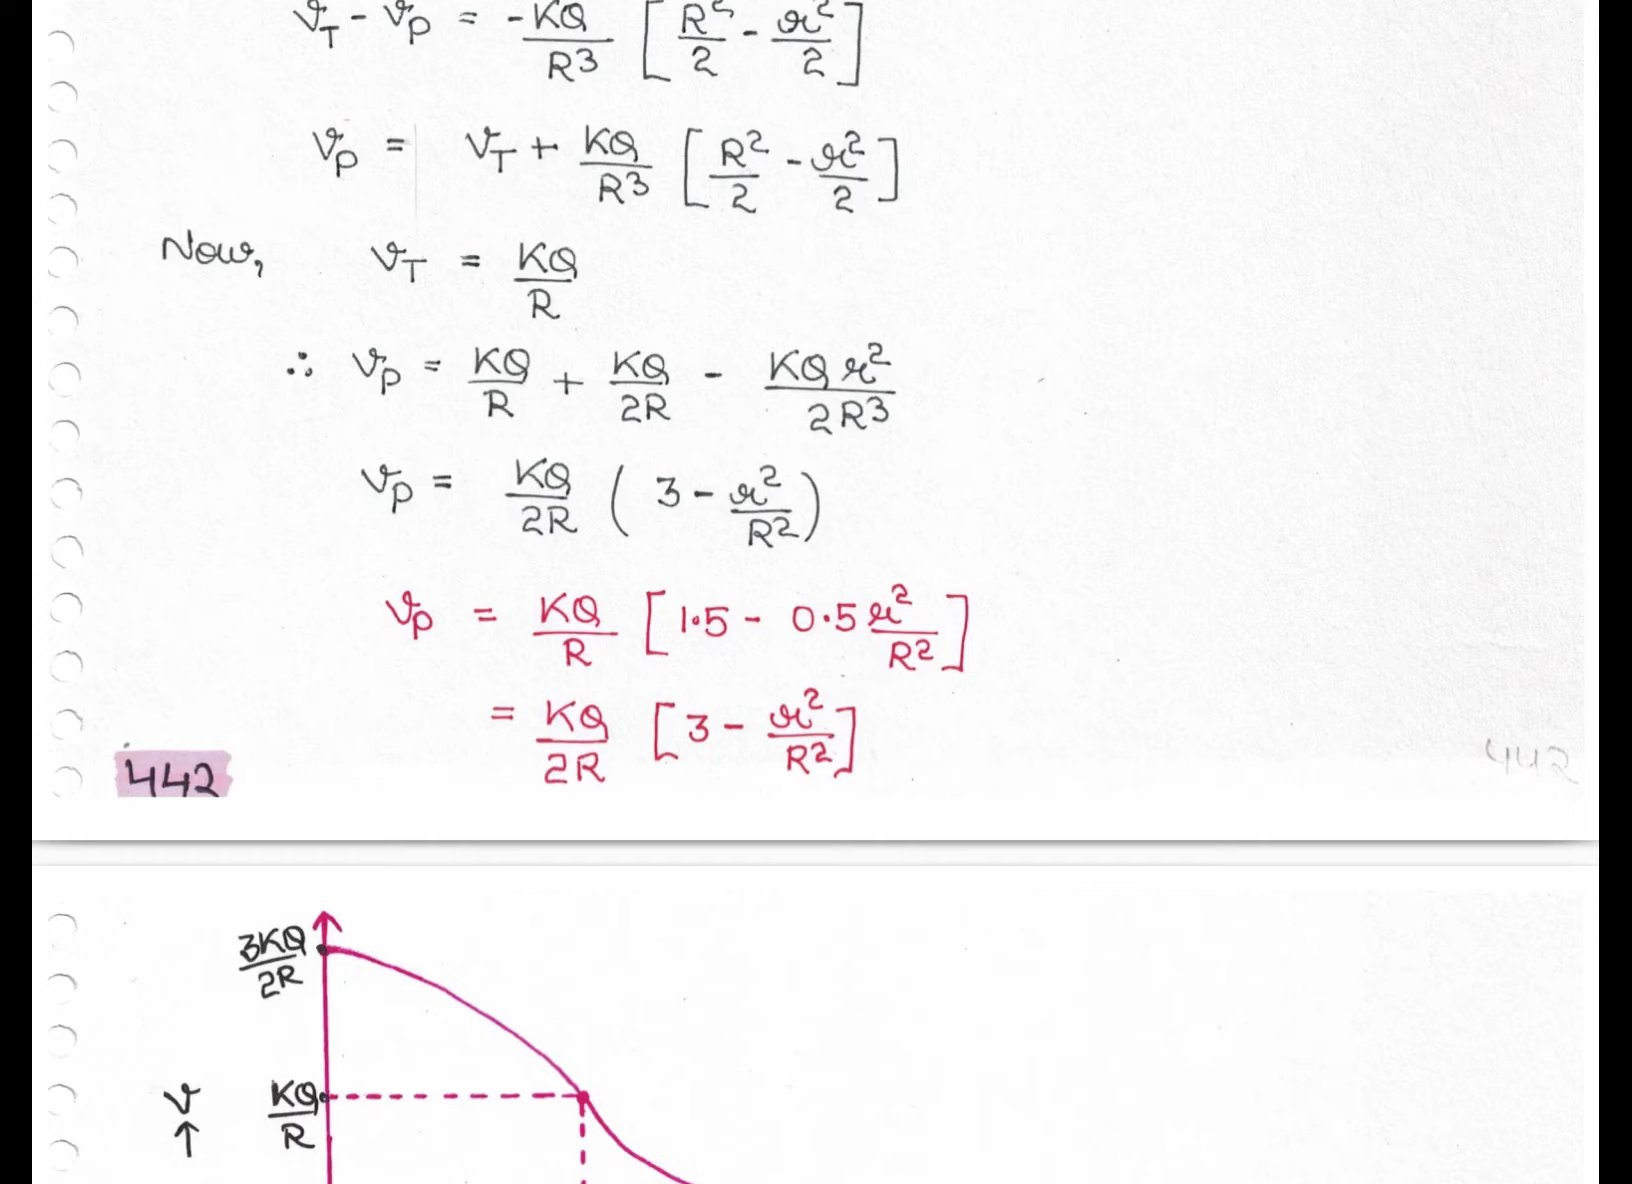 V_T - V_P = -KQ/R³ [R²/2 - r²/2]
V_P = V_T + KQ/R³ [R²/2 - r²/2]
Now, V_T = KQ/R
∴ V_P = KQ/R + KQ/2R - KQr²/2R³
V_P = KQ/2R (3 - r²/R²)
V_P = KQ/R [1.5 - 0.5r²/R²]
= KQ/2R [3 - r²/R²]
442
442
3KQ/2R
V ↑ KQ/R